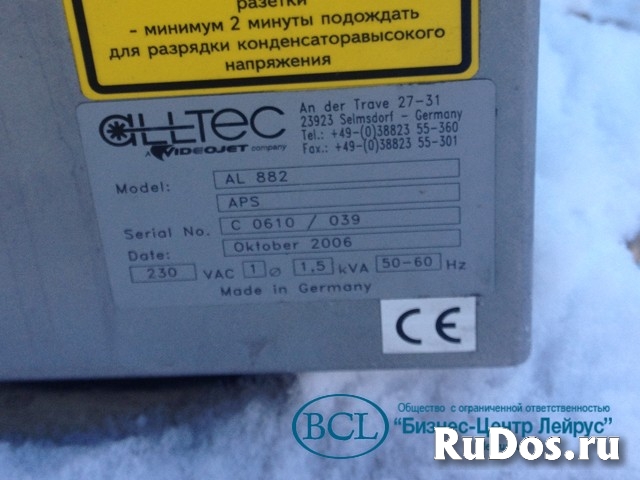 разетки
- минимум 2 минуты подождать
для разрядки конденсаторавысокого
напряжения
ALLTEC
A VIDEOJET company
An der Trave 27-31
23923 Selmsdorf - Germany
Tel.: +49-(0)38823 55-360
Fax.: +49-(0)38823 55-301
Model: AL 882
APS
Serial No. C 0610 / 039
Date: Oktober 2006
230 VAC 1 ø 1,5 kVA 50-60 Hz
Made in Germany
CE
BCL
Общество с ограниченной ответственностью
"Бизнес-Центр Лейрус"
RuDos.ru